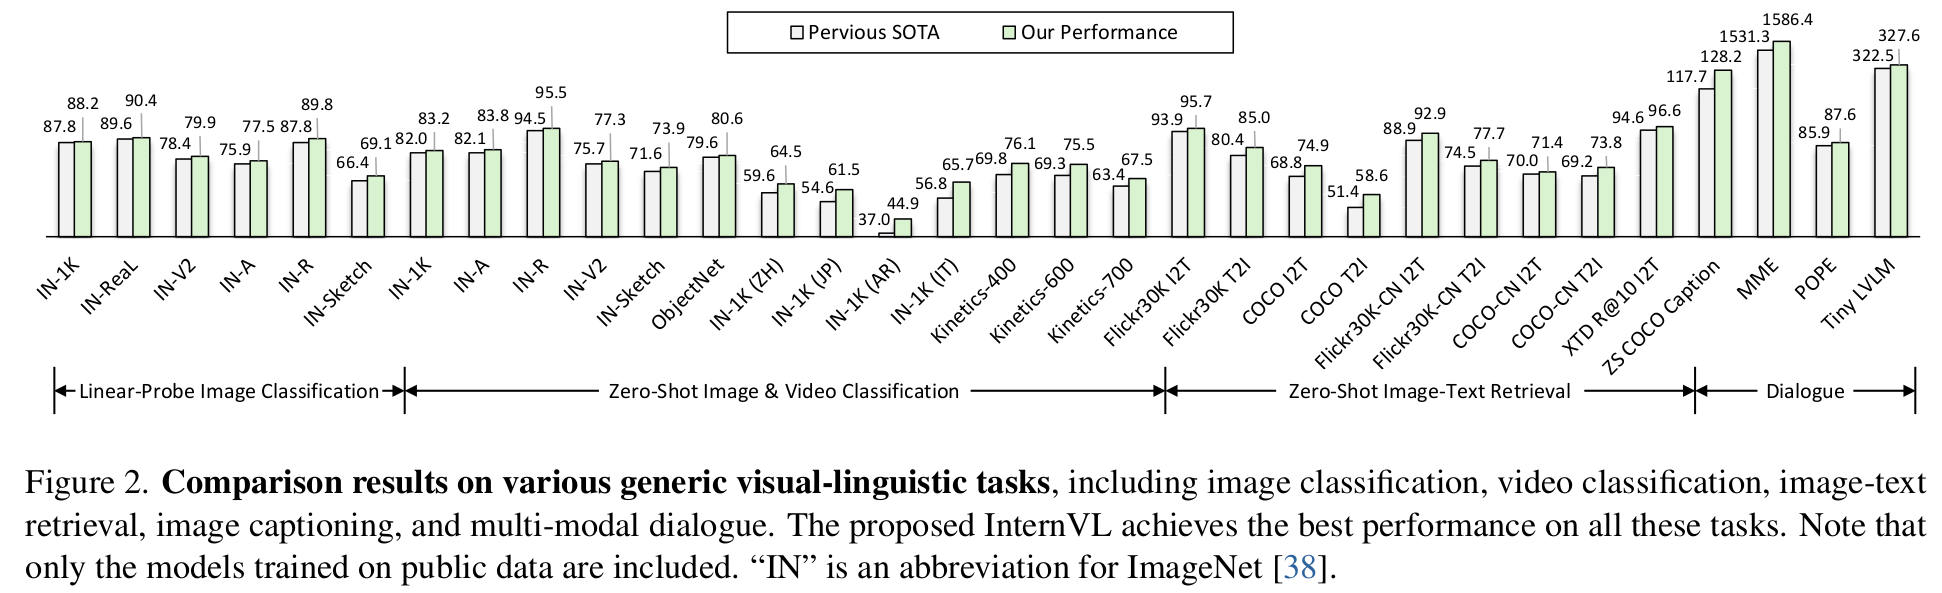 Pervious SOTA
Our Performance
87.8 88.2
89.6 90.4
78.4 79.9
75.9 77.5
87.8 89.8
66.4 69.1
82.0 83.2
82.1 83.8
94.5 95.5
75.7 77.3
71.6 73.9
79.6 80.6
59.6 64.5
54.6 61.5
37.0 44.9
56.8 65.7
69.8 76.1
69.3 75.5
63.4 67.5
93.9 95.7
80.4 85.0
68.8 74.9
51.4 58.6
88.9 92.9
74.5 77.7
70.0 71.4
69.2 73.8
94.6 96.6
117.7 128.2
1531.3 1586.4
85.9 87.6
322.5 327.6
IN-1K
IN-ReaL
IN-V2
IN-A
IN-R
IN-Sketch
IN-1K
IN-A
IN-R
IN-V2
IN-Sketch
ObjectNet
IN-1K (ZH)
IN-1K (JP)
IN-1K (AR)
IN-1K (IT)
Kinetics-400
Kinetics-600
Kinetics-700
Flickr30K I2T
Flickr30K T2I
COCO I2T
COCO T2I
Flickr30K-CN I2T
Flickr30K-CN T2I
COCO-CN I2T
COCO-CN T2I
XTD R@10 I2T
ZS COCO Caption
MME
POPE
Tiny LVLM
Linear-Probe Image Classification
Zero-Shot Image & Video Classification
Zero-Shot Image-Text Retrieval
Dialogue
Figure 2. Comparison results on various generic visual-linguistic tasks, including image classification, video classification, image-text
retrieval, image captioning, and multi-modal dialogue. The proposed InternVL achieves the best performance on all these tasks. Note that
only the models trained on public data are included. “IN” is an abbreviation for ImageNet [38].